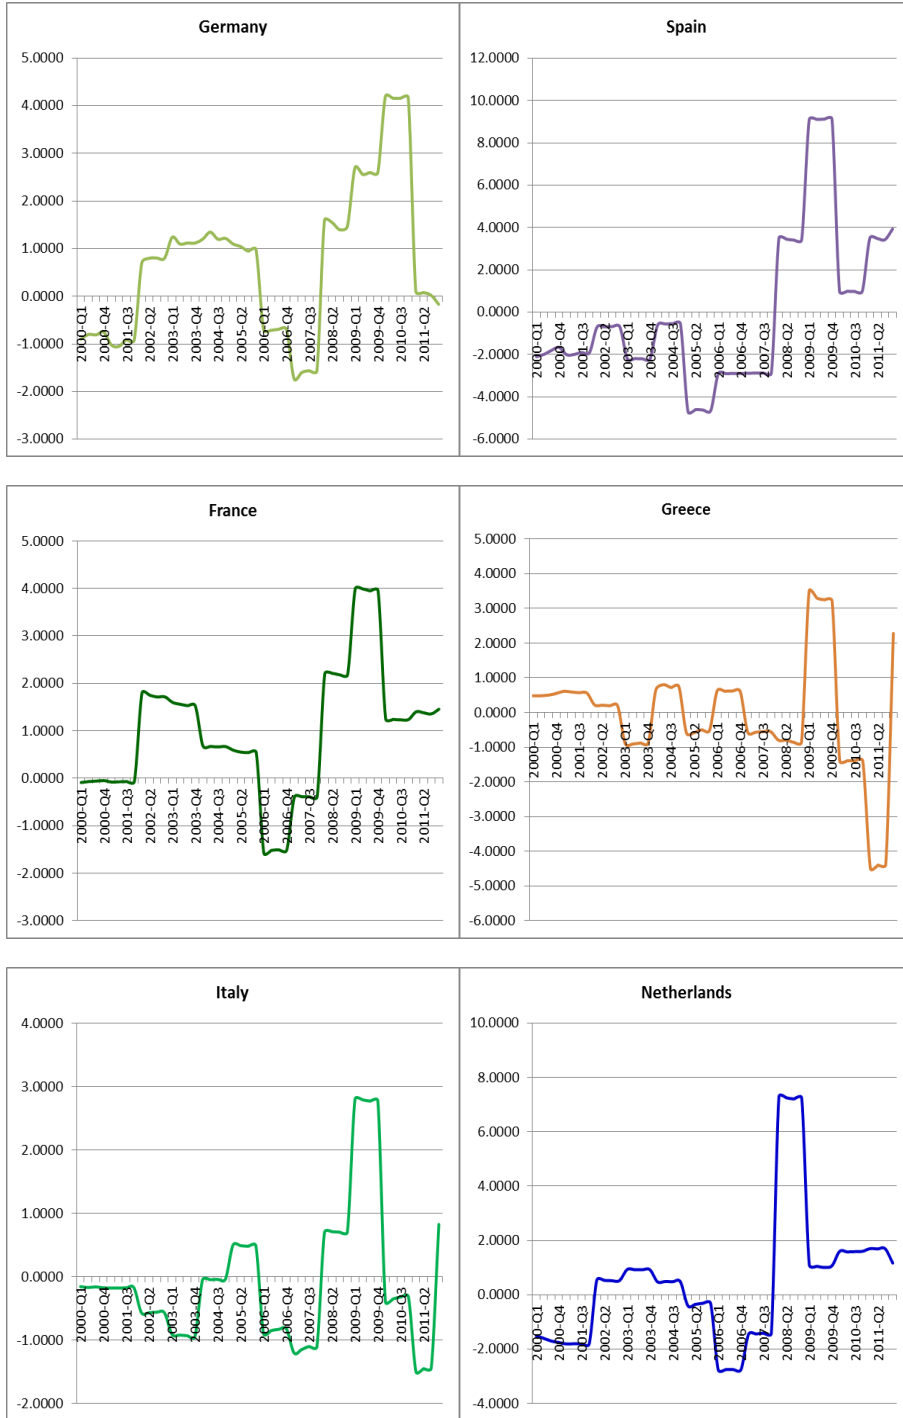 Germany
5.0000
4.0000
3.0000
2.0000
1.0000
0.0000
-1.0000
-2.0000
-3.0000
2000-Q1
2000-Q4
2001-Q3
2002-Q2
2003-Q1
2003-Q4
2004-Q3
2005-Q2
2006-Q1
2006-Q4
2007-Q3
2008-Q2
2009-Q1
2009-Q4
2010-Q3
2011-Q2
Spain
12.0000
10.0000
8.0000
6.0000
4.0000
2.0000
0.0000
-2.0000
-4.0000
-6.0000
2000-Q1
2000-Q4
2001-Q3
2002-Q2
2003-Q1
2003-Q4
2004-Q3
2005-Q2
2006-Q1
2006-Q4
2007-Q3
2008-Q2
2009-Q1
2009-Q4
2010-Q3
2011-Q2
France
5.0000
4.0000
3.0000
2.0000
1.0000
0.0000
-1.0000
-2.0000
-3.0000
2000-Q1
2000-Q4
2001-Q3
2002-Q2
2003-Q1
2003-Q4
2004-Q3
2005-Q2
2006-Q1
2006-Q4
2007-Q3
2008-Q2
2009-Q1
2009-Q4
2010-Q3
2011-Q2
Greece
5.0000
4.0000
3.0000
2.0000
1.0000
0.0000
-1.0000
-2.0000
-3.0000
-4.0000
-5.0000
-6.0000
2000-Q1
2000-Q4
2001-Q3
2002-Q2
2003-Q1
2003-Q4
2004-Q3
2005-Q2
2006-Q1
2006-Q4
2007-Q3
2008-Q2
2009-Q1
2009-Q4
2010-Q3
2011-Q2
Italy
4.0000
3.0000
2.0000
1.0000
0.0000
-1.0000
-2.0000
2000-Q1
2000-Q4
2001-Q3
2002-Q2
2003-Q1
2003-Q4
2004-Q3
2005-Q2
2006-Q1
2006-Q4
2007-Q3
2008-Q2
2009-Q1
2009-Q4
2010-Q3
2011-Q2
Netherlands
10.0000
8.0000
6.0000
4.0000
2.0000
0.0000
-2.0000
-4.0000
2000-Q1
2000-Q4
2001-Q3
2002-Q2
2003-Q1
2003-Q4
2004-Q3
2005-Q2
2006-Q1
2006-Q4
2007-Q3
2008-Q2
2009-Q1
2009-Q4
2010-Q3
2011-Q2